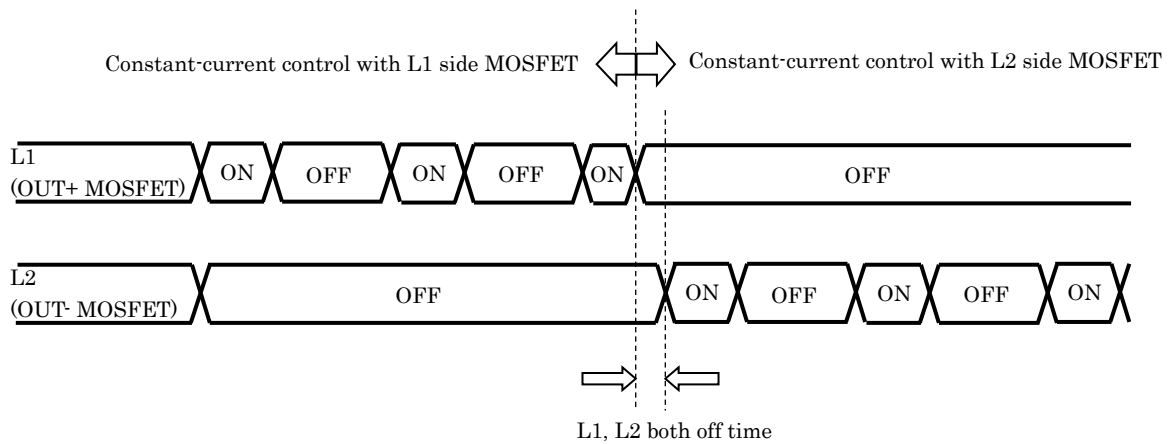 Constant-current control with L1 side MOSFET
Constant-current control with L2 side MOSFET
L1
(OUT+ MOSFET)
ON
OFF
ON
OFF
ON
OFF
L2
(OUT- MOSFET)
OFF
ON
OFF
ON
OFF
ON
L1, L2 both off time